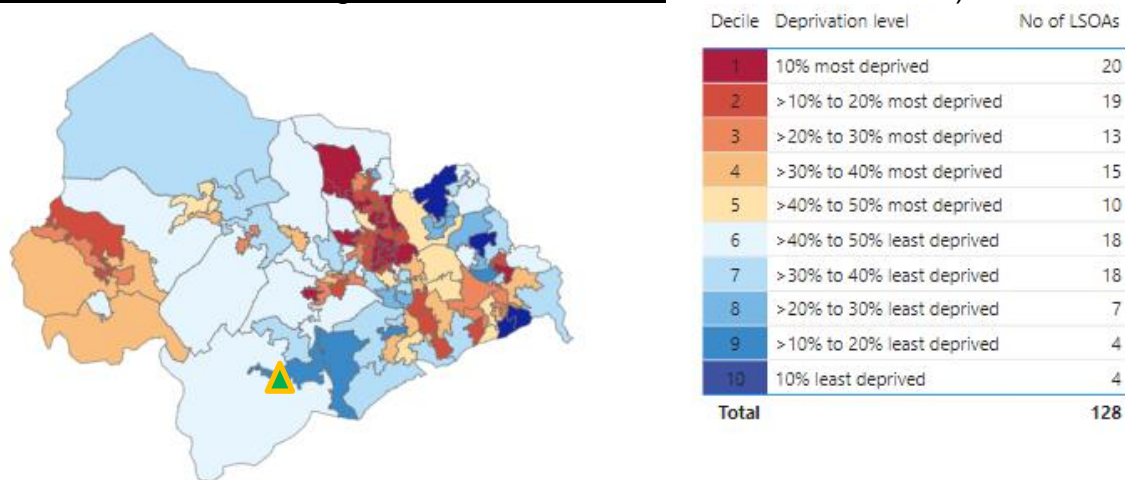 Decile Deprivation level No of LSOAs
1 10% most deprived 20
2 >10% to 20% most deprived 19
3 >20% to 30% most deprived 13
4 >30% to 40% most deprived 15
5 >40% to 50% most deprived 10
6 >40% to 50% least deprived 18
7 >30% to 40% least deprived 18
8 >20% to 30% least deprived 7
9 >10% to 20% least deprived 4
10 10% least deprived 4
Total 128